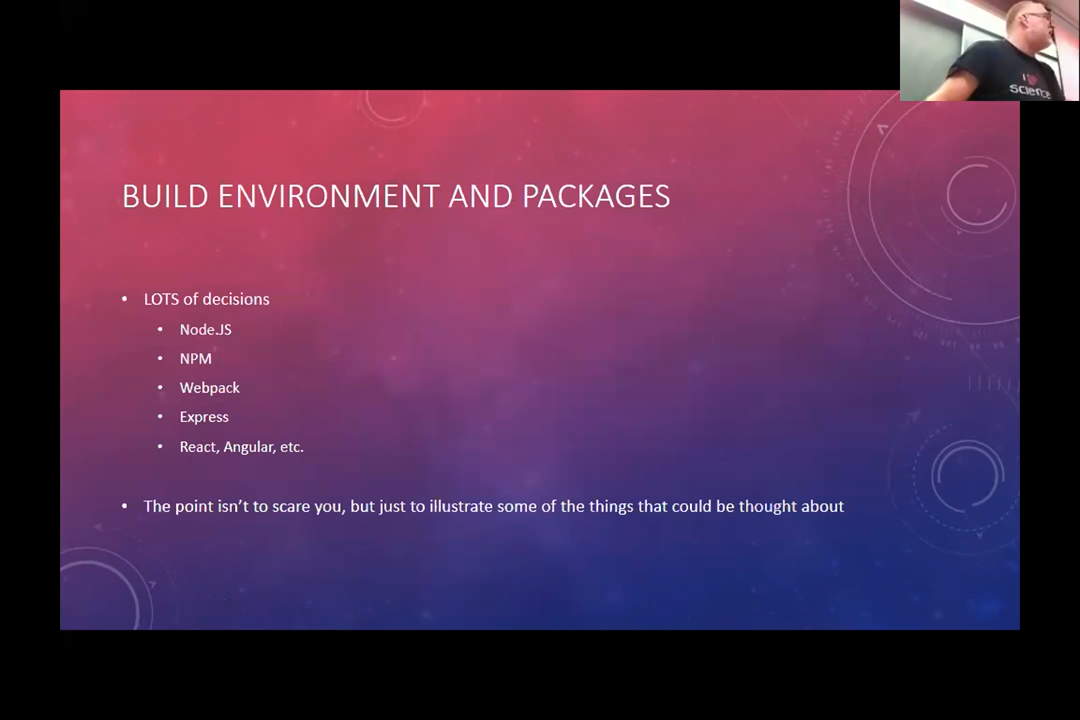 I
science
BUILD ENVIRONMENT AND PACKAGES
• LOTS of decisions
• Node.JS
• NPM
• Webpack
• Express
• React, Angular, etc.
• The point isn't to scare you, but just to illustrate some of the things that could be thought about